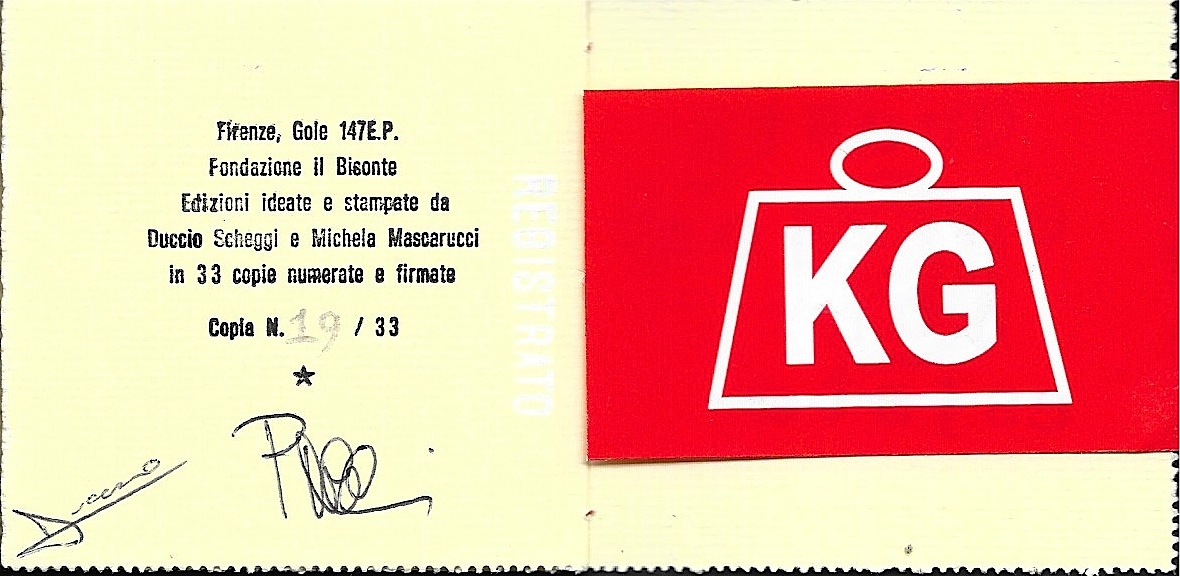 Firenze, Gole 147E.P.
Fondazione il Bisonte
Edizioni ideate e stampate da
Duccio Scheggi e Michela Mascarucci
in 33 copie numerate e firmate
Copia N. 19 / 33
REGISTRATO
KG